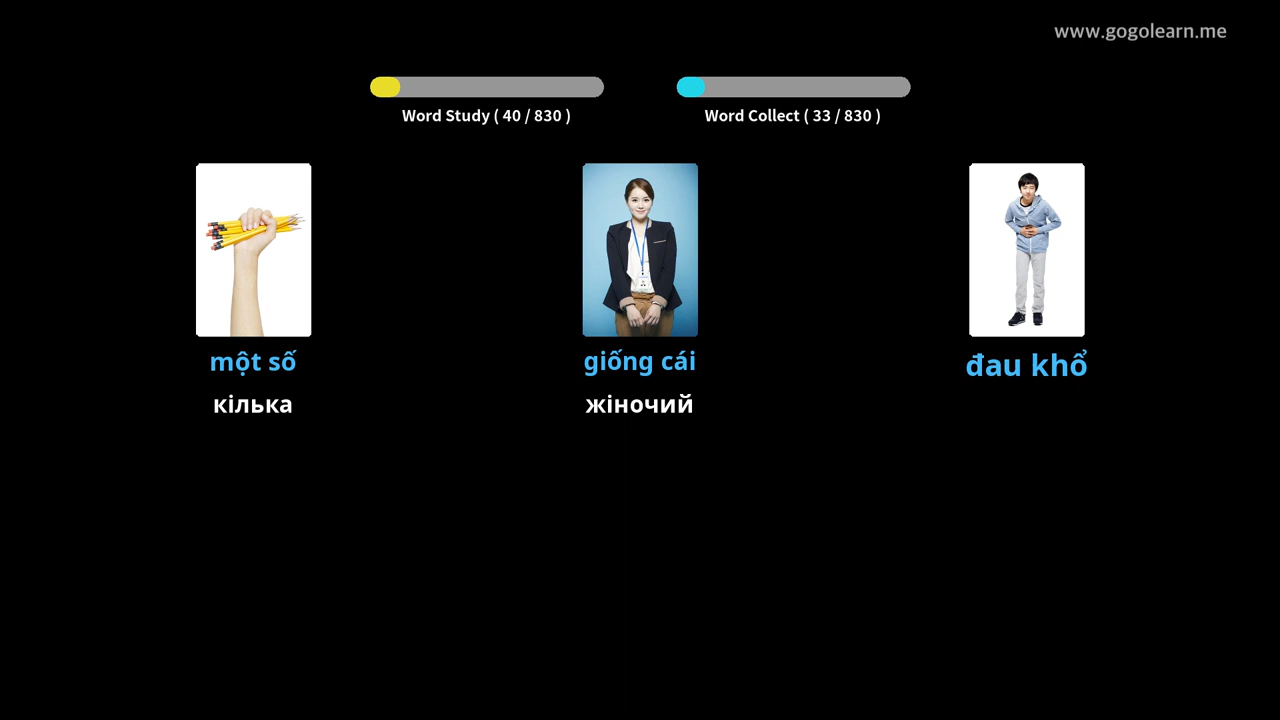 www.gogolearn.me
Word Study ( 40 / 830 )
Word Collect ( 33 / 830 )
một số
giống cái
đau khổ
кілька
жіночий